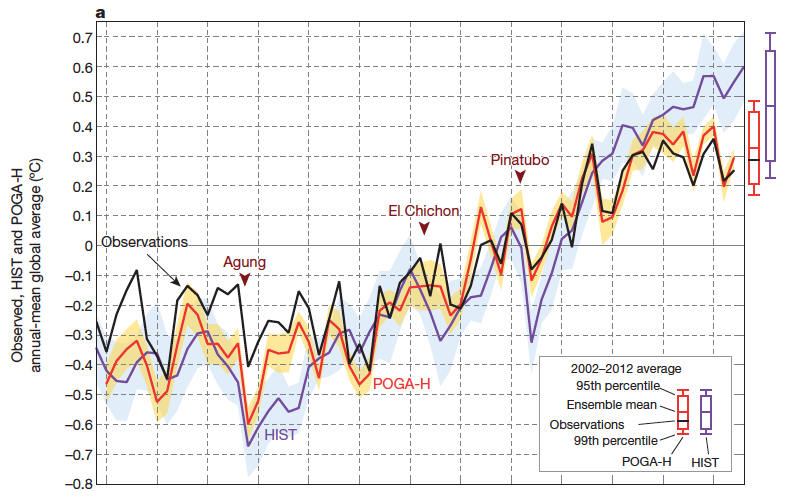 a
Observed, HIST and POGA-H
annual-mean global average (ºC)
0.7
0.6
0.5
0.4
0.3
0.2
0.1
0
–0.1
–0.2
–0.3
–0.4
–0.5
–0.6
–0.7
–0.8
Observations
Agung
El Chichon
Pinatubo
POGA-H
HIST
2002–2012 average
95th percentile
Ensemble mean
Observations
99th percentile
POGA-H HIST